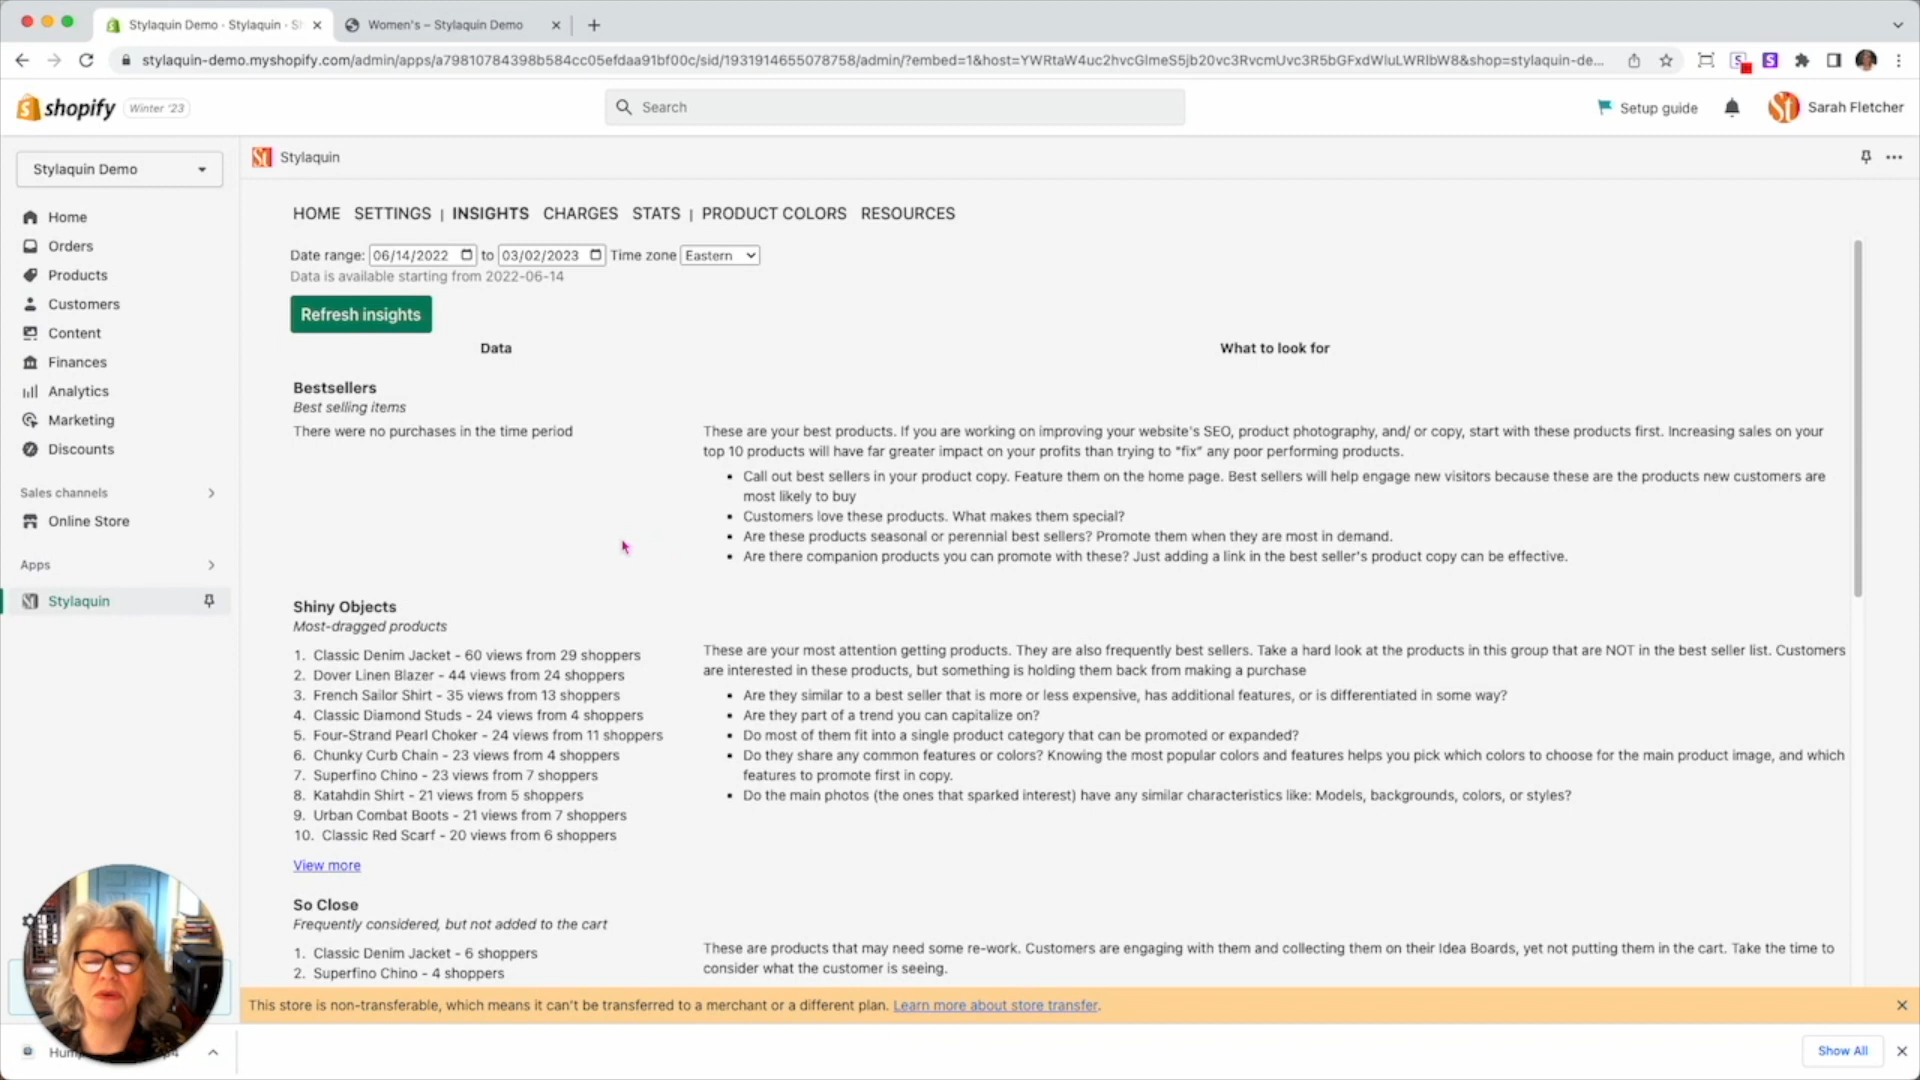 Stylaquin Demo · Stylaquin · S
Women's – Stylaquin Demo
stylaquin-demo.myshopify.com/admin/apps/a79810784398b584cc05efdaa91bf00c/sid/1931914655078758/admin/?embed=1&host=YWRtaW4uc2hvcGlmeS5jb20vc3RvcmUvc3R5bGFxdWluLWRlbW8&shop=stylaquin-de...
shopify
Winter '23
Search
Setup guide
Sarah Fletcher
Stylaquin Demo
Stylaquin
Home
Orders
Products
Customers
Content
Finances
Analytics
Marketing
Discounts
Sales channels
Online Store
Apps
Stylaquin
HOME SETTINGS | INSIGHTS CHARGES STATS | PRODUCT COLORS RESOURCES
Date range: 06/14/2022 to 03/02/2023 Time zone Eastern
Data is available starting from 2022-06-14
Refresh insights
Data
What to look for
Bestsellers
Best selling items
There were no purchases in the time period
These are your best products. If you are working on improving your website's SEO, product photography, and/ or copy, start with these products first. Increasing sales on your
top 10 products will have far greater impact on your profits than trying to "fix" any poor performing products.
• Call out best sellers in your product copy. Feature them on the home page. Best sellers will help engage new visitors because these are the products new customers are
most likely to buy
• Customers love these products. What makes them special?
• Are these products seasonal or perennial best sellers? Promote them when they are most in demand.
• Are there companion products you can promote with these? Just adding a link in the best seller's product copy can be effective.
Shiny Objects
Most-dragged products
1. Classic Denim Jacket - 60 views from 29 shoppers
2. Dover Linen Blazer - 44 views from 24 shoppers
3. French Sailor Shirt - 35 views from 13 shoppers
4. Classic Diamond Studs - 24 views from 4 shoppers
5. Four-Strand Pearl Choker - 24 views from 11 shoppers
6. Chunky Curb Chain - 23 views from 4 shoppers
7. Superfino Chino - 23 views from 7 shoppers
8. Katahdin Shirt - 21 views from 5 shoppers
9. Urban Combat Boots - 21 views from 7 shoppers
10. Classic Red Scarf - 20 views from 6 shoppers
View more
These are your most attention getting products. They are also frequently best sellers. Take a hard look at the products in this group that are NOT in the best seller list. Customers
are interested in these products, but something is holding them back from making a purchase
• Are they similar to a best seller that is more or less expensive, has additional features, or is differentiated in some way?
• Are they part of a trend you can capitalize on?
• Do most of them fit into a single product category that can be promoted or expanded?
• Do they share any common features or colors? Knowing the most popular colors and features helps you pick which colors to choose for the main product image, and which
features to promote first in copy.
• Do the main photos (the ones that sparked interest) have any similar characteristics like: Models, backgrounds, colors, or styles?
So Close
Frequently considered, but not added to the cart
1. Classic Denim Jacket - 6 shoppers
2. Superfino Chino - 4 shoppers
These are products that may need some re-work. Customers are engaging with them and collecting them on their Idea Boards, yet not putting them in the cart. Take the time to
consider what the customer is seeing.
This store is non-transferable, which means it can't be transferred to a merchant or a different plan. Learn more about store transfer.
Show All